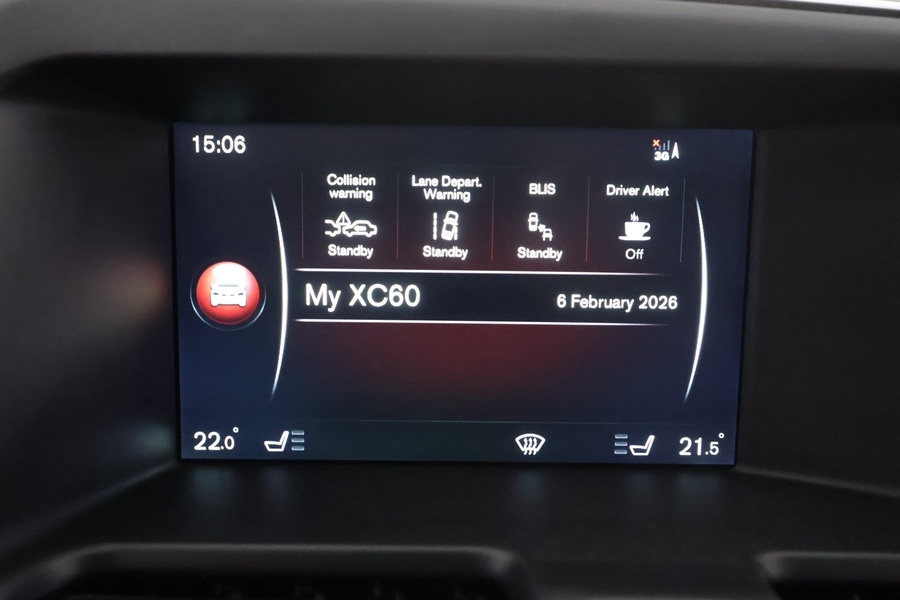 15:06
3G
Collision
warning
Lane Depart.
Warning
BLIS
Driver Alert
Standby
Standby
Standby
Off
My XC60
6 February 2026
22.0°
21.5°